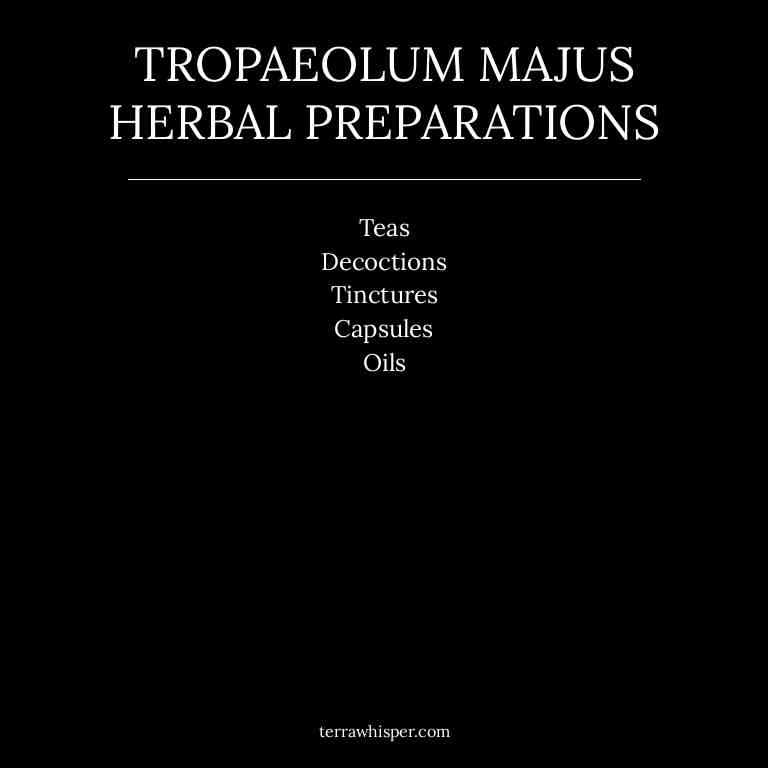 TROPAEOLUM MAJUS
HERBAL PREPARATIONS
Teas
Decoctions
Tinctures
Capsules
Oils
terrawhisper.com